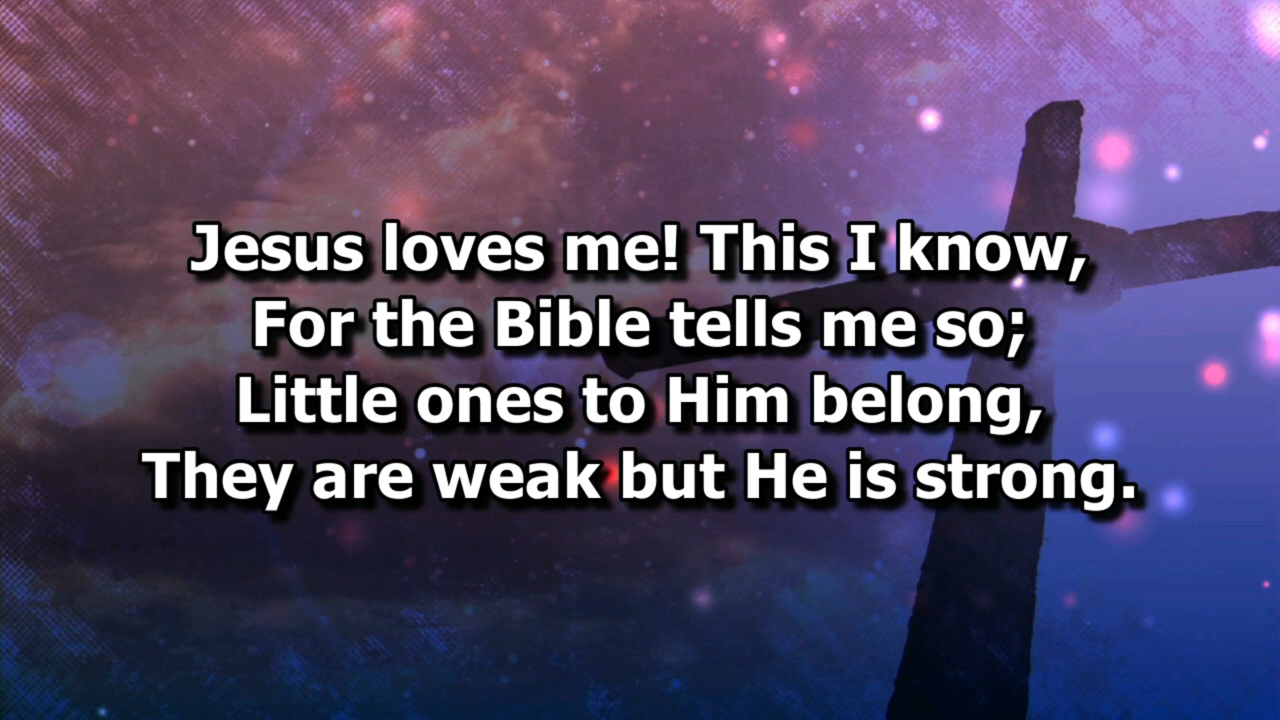 Jesus loves me! This I know,
For the Bible tells me so;
Little ones to Him belong,
They are weak but He is strong.